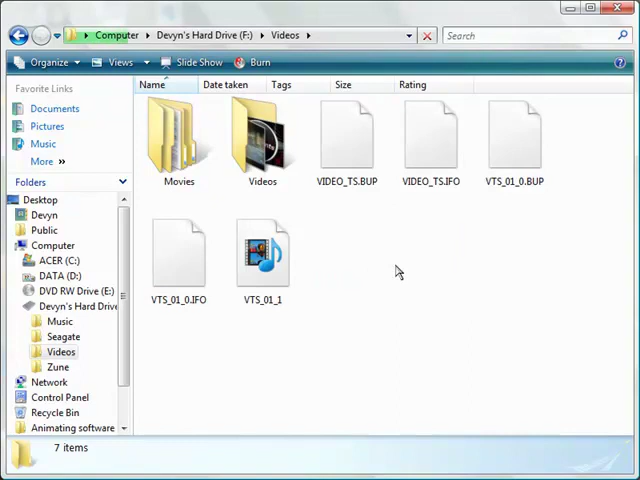 Computer ▸ Devyn's Hard Drive (F:) ▸ Videos ▸
Search
Organize Views Slide Show Burn
Favorite Links
Documents
Pictures
Music
More »
Folders
Desktop
Devyn
Public
Computer
ACER (C:)
DATA (D:)
DVD RW Drive (E:)
Devyn's Hard Drive
Music
Seagate
Videos
Zune
Network
Control Panel
Recycle Bin
Animating software
Name Date taken Tags Size Rating
Movies
Videos
VIDEO_TS.BUP
VIDEO_TS.IFO
VTS_01_0.BUP
VTS_01_0.IFO
VTS_01_1
7 items